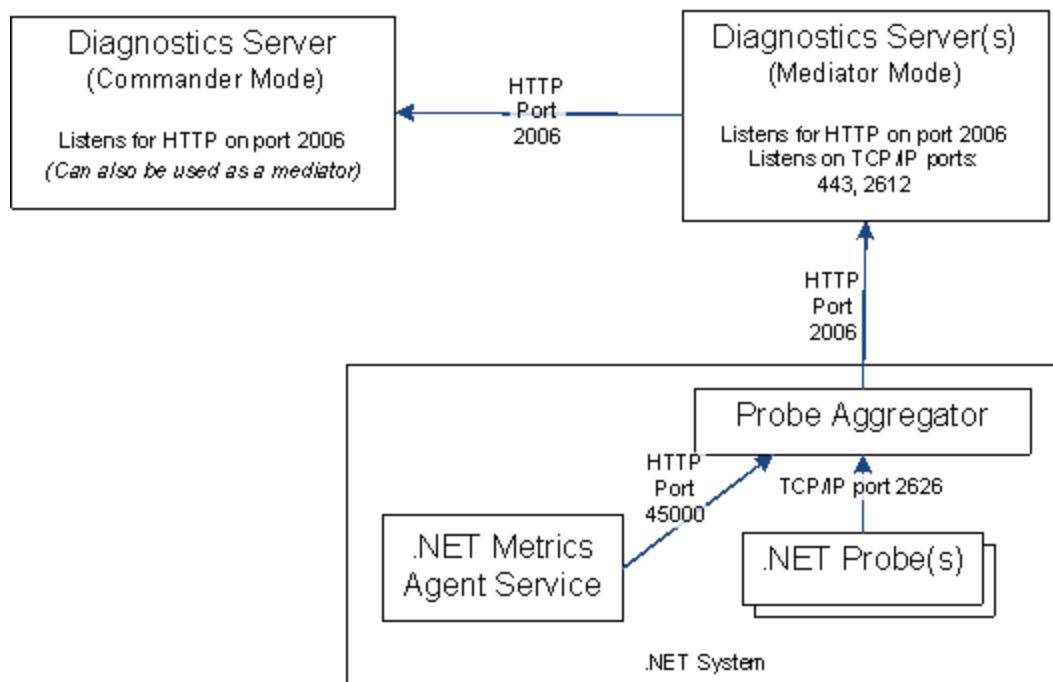 Diagnostics Server
(Commander Mode)
Listens for HTTP on port 2006
(Can also be used as a mediator)
HTTP
Port
2006
Diagnostics Server(s)
(Mediator Mode)
Listens for HTTP on port 2006
Listens on TCP/IP ports:
443, 2612
HTTP
Port
2006
Probe Aggregator
HTTP
Port
45000
TCP/IP port 2626
.NET Metrics
Agent Service
.NET Probe(s)
.NET System